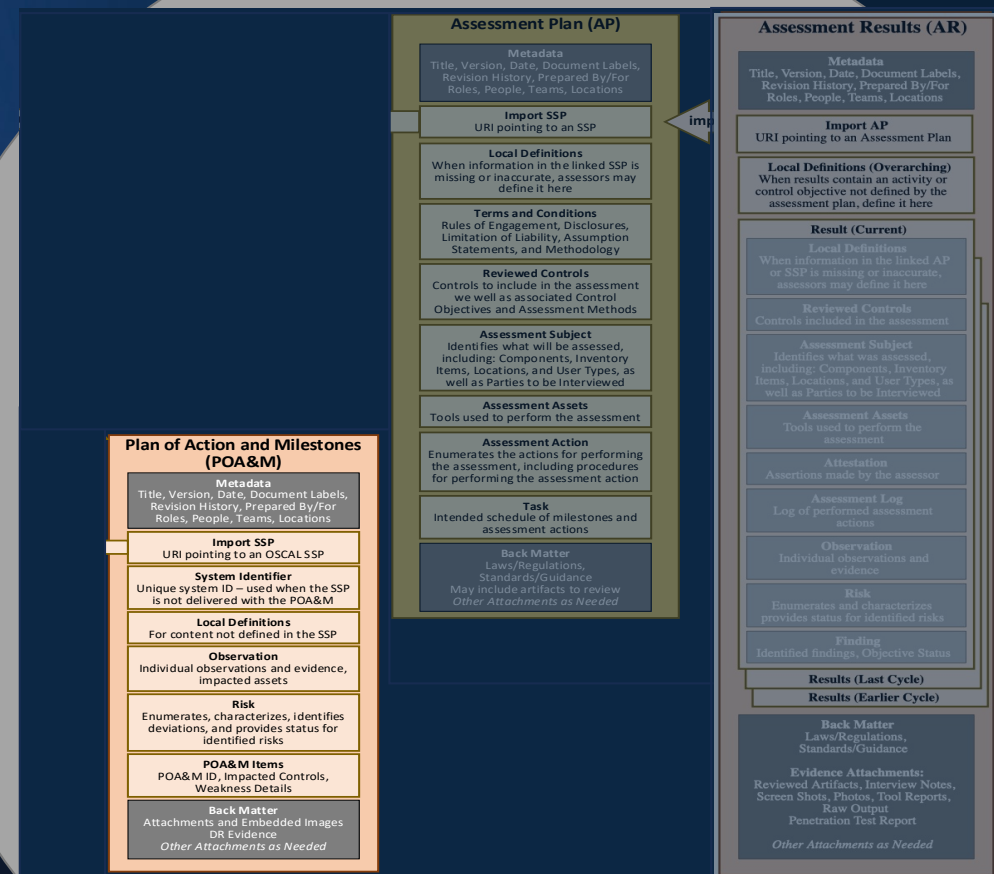 Assessment Plan (AP)
Metadata
Title, Version, Date, Document Labels,
Revision History, Prepared By/For
Roles, People, Teams, Locations
Import SSP
URI pointing to an SSP
Local Definitions
When information in the linked SSP is
missing or inaccurate, assessors may
define it here
Terms and Conditions
Rules of Engagement, Disclosures,
Limitation of Liability, Assumption
Statements, and Methodology
Reviewed Controls
Controls to include in the assessment
we well as associated Control
Objectives and Assessment Methods
Assessment Subject
Identifies what will be assessed,
including: Components, Inventory
Items, Locations, and User Types, as
well as Parties to be Interviewed
Assessment Assets
Tools used to perform the assessment
Assessment Action
Enumerates the actions for performing
the assessment, including procedures
for performing the assessment action
Task
Intended schedule of milestones and
assessment actions
Back Matter
Laws/Regulations,
Standards/Guidance
May include artifacts to review
Other Attachments as Needed
imp
Assessment Results (AR)
Metadata
Title, Version, Date, Document Labels,
Revision History, Prepared By/For
Roles, People, Teams, Locations
Import AP
URI pointing to an Assessment Plan
Local Definitions (Overarching)
When results contain an activity or
control objective not defined by the
assessment plan, define it here
Result (Current)
Local Definitions
When information in the linked AP
or SSP is missing or inaccurate,
assessors may define it here
Reviewed Controls
Controls included in the assessment
Assessment Subject
Identifies what was assessed,
including: Components, Inventory
Items, Locations, and User Types, as
well as Parties to be Interviewed
Assessment Assets
Tools used to perform the
assessment
Attestation
Assertions made by the assessor
Assessment Log
Log of performed assessment
actions
Observation
Individual observations and
evidence
Risk
Enumerates and characterizes
provides status for identified risks
Finding
Identified findings, Objective Status
Results (Last Cycle)
Results (Earlier Cycle)
Back Matter
Laws/Regulations,
Standards/Guidance
Evidence Attachments:
Reviewed Artifacts, Interview Notes,
Screen Shots, Photos, Tool Reports,
Raw Output
Penetration Test Report
Other Attachments as Needed
Plan of Action and Milestones
(POA&M)
Metadata
Title, Version, Date, Document Labels,
Revision History, Prepared By/For
Roles, People, Teams, Locations
Import SSP
URI pointing to an OSCAL SSP
System Identifier
Unique system ID – used when the SSP
is not delivered with the POA&M
Local Definitions
For content not defined in the SSP
Observation
Individual observations and evidence,
impacted assets
Risk
Enumerates, characterizes, identifies
deviations, and provides status for
identified risks
POA&M Items
POA&M ID, Impacted Controls,
Weakness Details
Back Matter
Attachments and Embedded Images
DR Evidence
Other Attachments as Needed